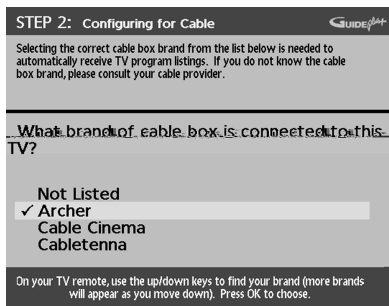 STEP 2: Configuring for Cable
GUIDE plus+
Selecting the correct cable box brand from the list below is needed to
automatically receive TV program listings. If you do not know the cable
box brand, please consult your cable provider.
What brand of cable box is connected to this
TV?
Not Listed
✓ Archer
Cable Cinema
Cabletenna
On your TV remote, use the up/down keys to find your brand (more brands
will appear as you move down). Press OK to choose.